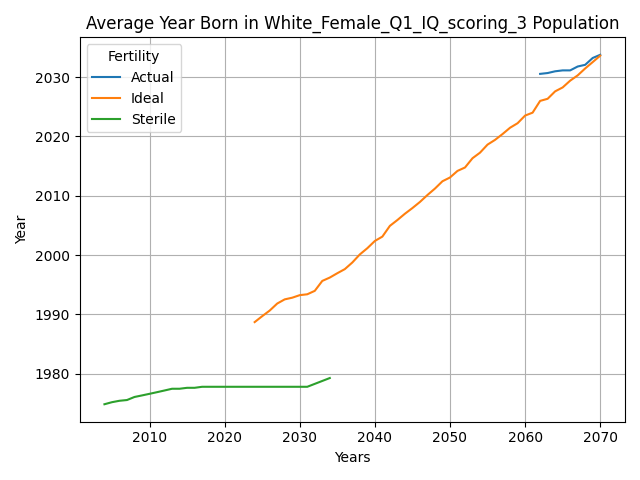 Average Year Born in White_Female_Q1_IQ_scoring_3 Population
Fertility
Actual
Ideal
Sterile
Year
2030
2020
2010
2000
1990
1980
2010
2020
2030
2040
2050
2060
2070
Years